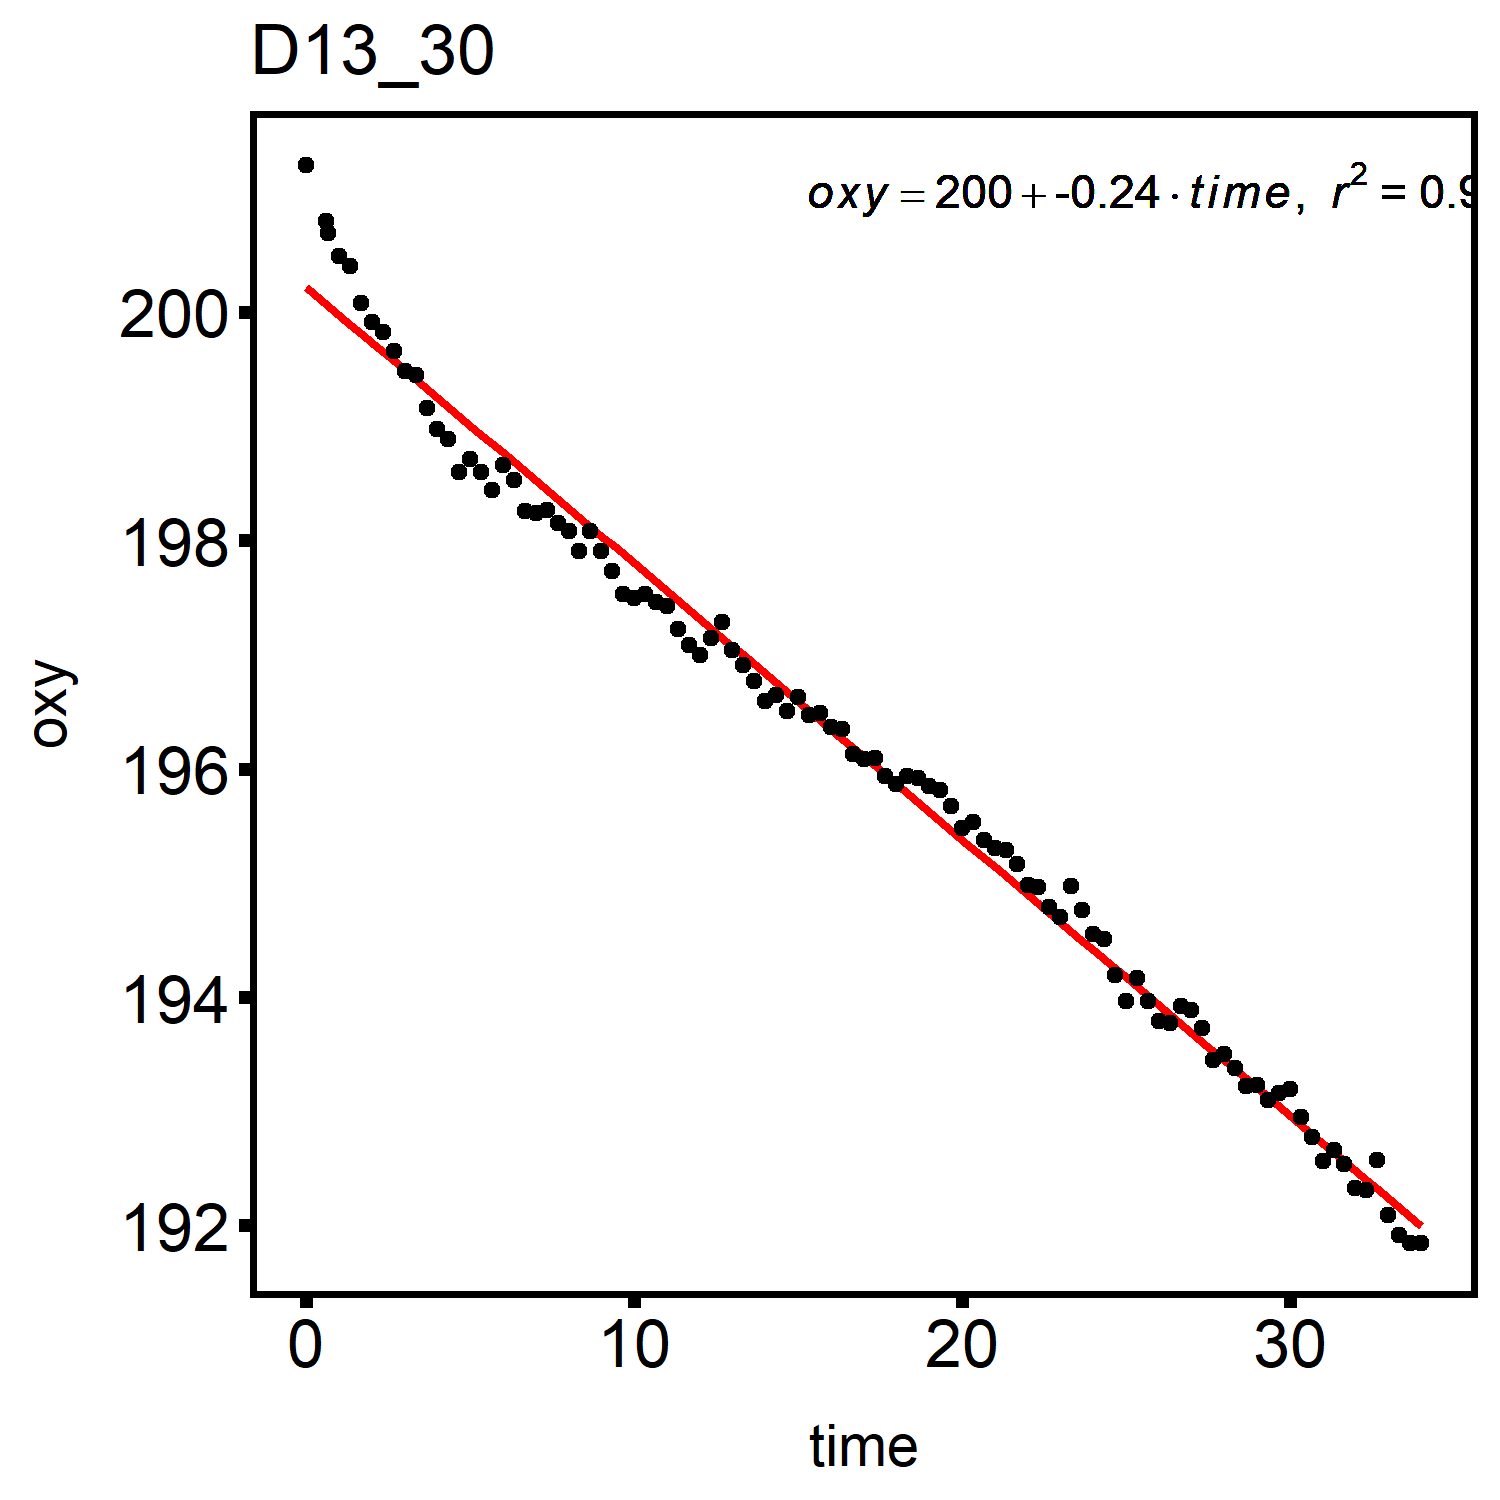 D13_30
oxy = 200 + -0.24 · time, r² = 0.9
200
198
196
194
192
oxy
0 10 20 30
time